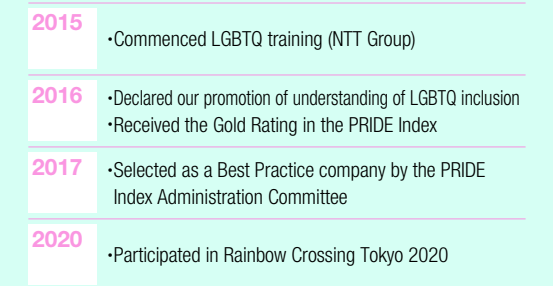 2015
・Commenced LGBTQ training (NTT Group)
2016
・Declared our promotion of understanding of LGBTQ inclusion
・Received the Gold Rating in the PRIDE Index
2017
・Selected as a Best Practice company by the PRIDE
Index Administration Committee
2020
・Participated in Rainbow Crossing Tokyo 2020